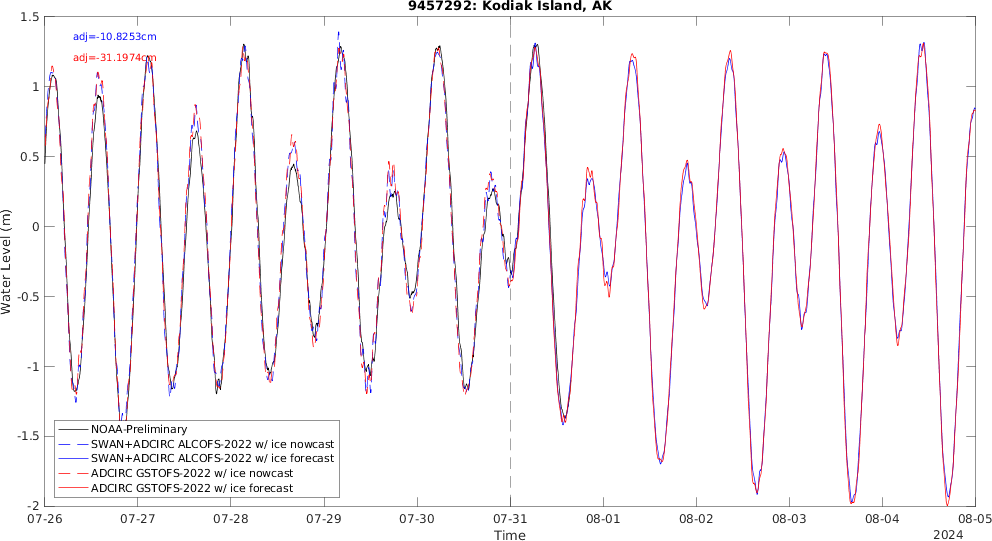 9457292: Kodiak Island, AK
adj=-10.8253cm
adj=-31.1974cm
Water Level (m)
1.5
1
0.5
0
-0.5
-1
-1.5
-2
NOAA-Preliminary
SWAN+ADCIRC ALCOFS-2022 w/ ice nowcast
SWAN+ADCIRC ALCOFS-2022 w/ ice forecast
ADCIRC GSTOFS-2022 w/ ice nowcast
ADCIRC GSTOFS-2022 w/ ice forecast
07-26 07-27 07-28 07-29 07-30 07-31 08-01 08-02 08-03 08-04 08-05
Time
2024